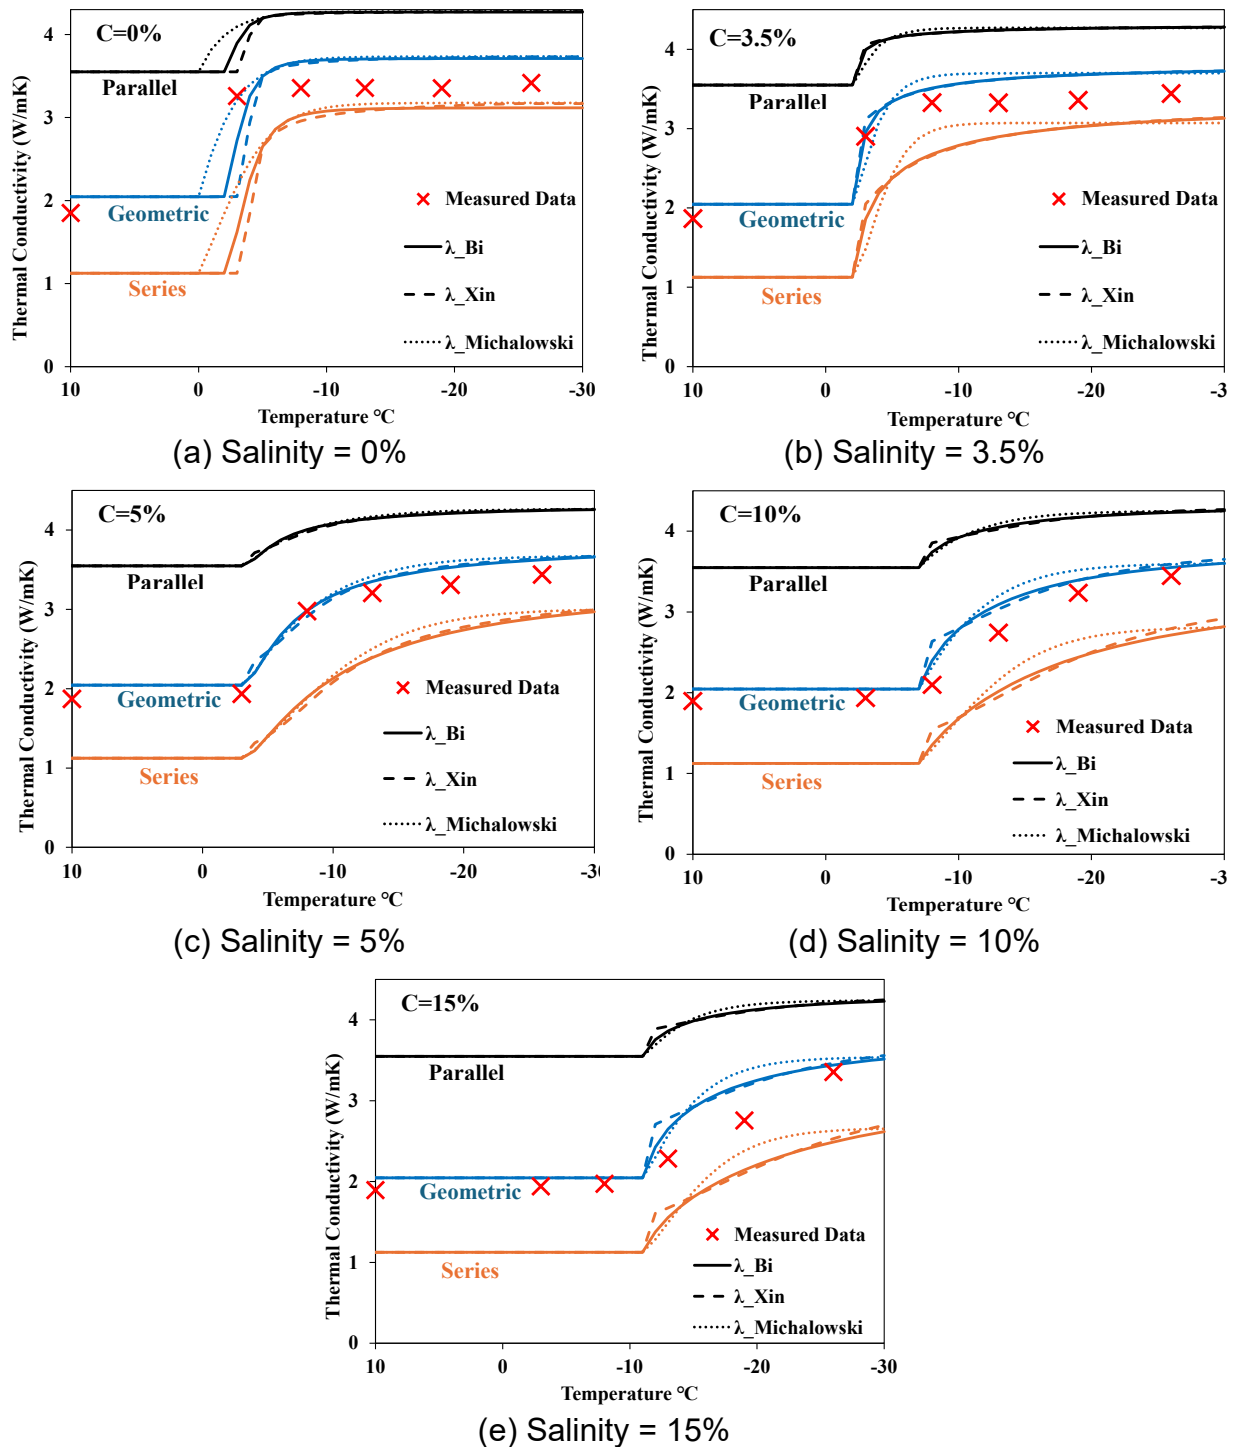 C=0%
Thermal Conductivity (W/mK)
4
3
2
1
0
Parallel
Geometric
Series
Measured Data
λ_Bi
λ_Xin
λ_Michalowski
10 0 -10 -20 -30
Temperature °C
(a) Salinity = 0%
C=3.5%
Thermal Conductivity (W/mK)
4
3
2
1
0
Parallel
Geometric
Series
Measured Data
λ_Bi
λ_Xin
λ_Michalowski
10 0 -10 -20 -3
Temperature °C
(b) Salinity = 3.5%
C=5%
Thermal Conductivity (W/mK)
4
3
2
1
0
Parallel
Geometric
Series
Measured Data
λ_Bi
λ_Xin
λ_Michalowski
10 0 -10 -20 -30
Temperature °C
(c) Salinity = 5%
C=10%
Thermal Conductivity (W/mK)
4
3
2
1
0
Parallel
Geometric
Series
Measured Data
λ_Bi
λ_Xin
λ_Michalowski
10 0 -10 -20 -3
Temperature °C
(d) Salinity = 10%
C=15%
Thermal Conductivity (W/mK)
4
3
2
1
0
Parallel
Geometric
Series
Measured Data
λ_Bi
λ_Xin
λ_Michalowski
10 0 -10 -20 -30
Temperature °C
(e) Salinity = 15%